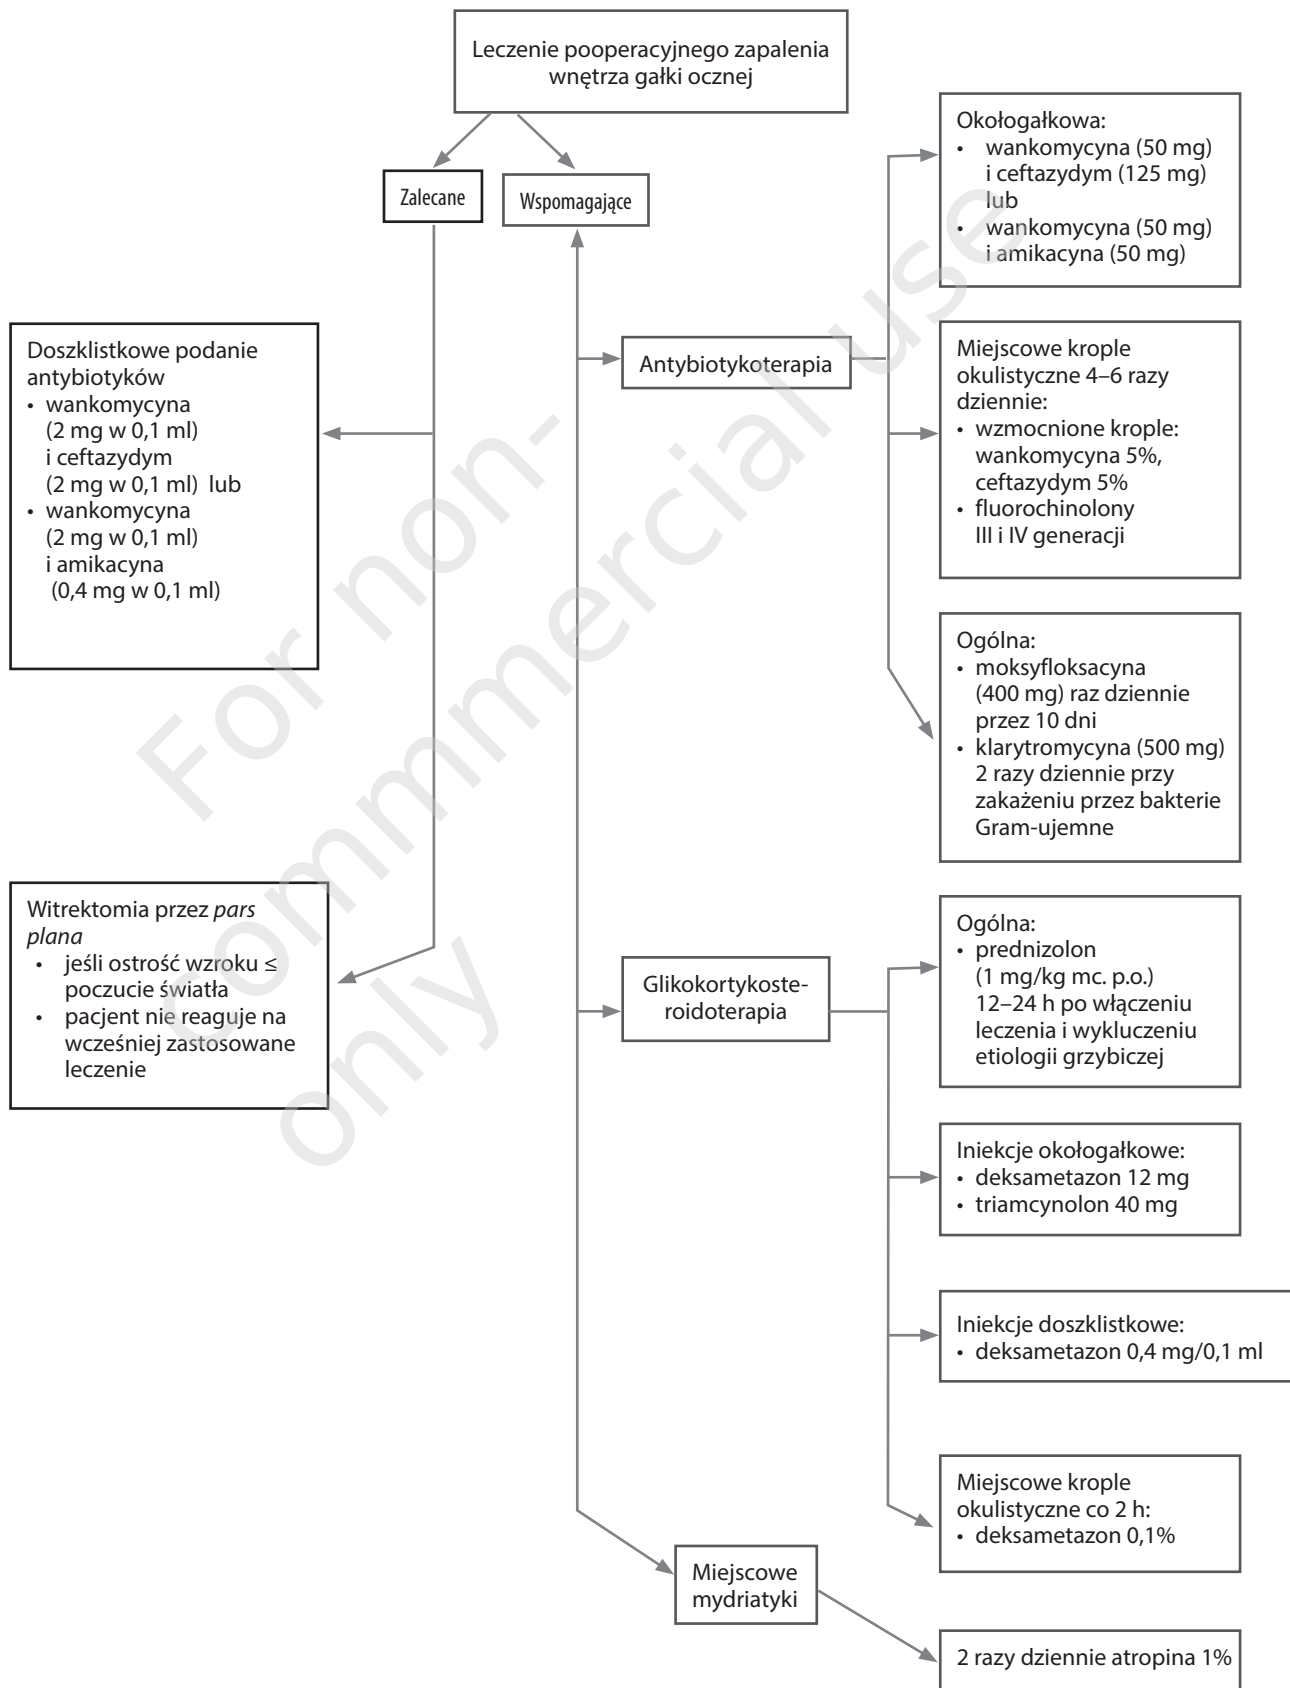 Leczenie pooperacyjnego zapalenia
wnętrza gałki ocznej
Zalecane
Wspomagające
Doszklistkowe podanie
antybiotyków
• wankomycyna
(2 mg w 0,1 ml)
i ceftazydym
(2 mg w 0,1 ml) lub
• wankomycyna
(2 mg w 0,1 ml)
i amikacyna
(0,4 mg w 0,1 ml)
Witrektomia przez pars
plana
• jeśli ostrość wzroku ≤
poczucie światła
• pacjent nie reaguje na
wcześniej zastosowane
leczenie
Antybiotykoterapia
Okołogałkowa:
• wankomycyna (50 mg)
i ceftazydym (125 mg)
lub
• wankomycyna (50 mg)
i amikacyna (50 mg)
Miejscowe krople
okulistyczne 4–6 razy
dziennie:
• wzmocnione krople:
wankomycyna 5%,
ceftazydym 5%
• fluorochinolony
III i IV generacji
Ogólna:
• moksyfloksacyna
(400 mg) raz dziennie
przez 10 dni
• klarytromycyna (500 mg)
2 razy dziennie przy
zakażeniu przez bakterie
Gram-ujemne
Glikokortykoste-
roidoterapia
Ogólna:
• prednizolon
(1 mg/kg mc. p.o.)
12–24 h po włączeniu
leczenia i wykluczeniu
etiologii grzybiczej
Iniekcje okołogałkowe:
• deksametazon 12 mg
• triamcynolon 40 mg
Iniekcje doszklistkowe:
• deksametazon 0,4 mg/0,1 ml
Miejscowe krople
okulistyczne co 2 h:
• deksametazon 0,1%
Miejscowe
mydriatyki
2 razy dziennie atropina 1%
For non-
commmercial use
only